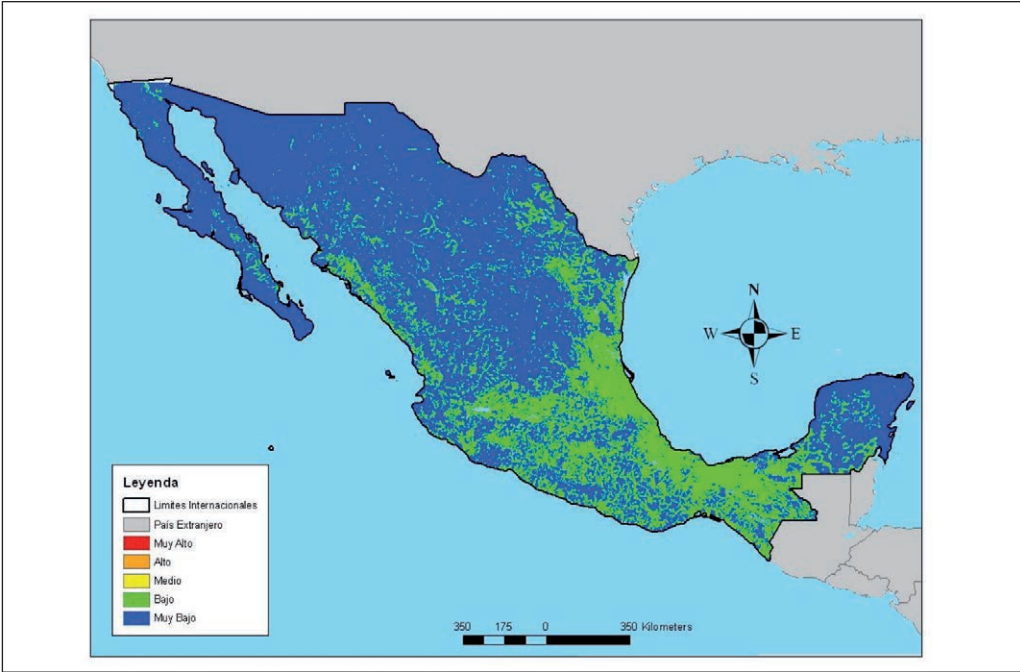 N
W E
S
Leyenda
Limites Internacionales
País Extranjero
Muy Alto
Alto
Medio
Bajo
Muy Bajo
350 175 0 350 Kilometers